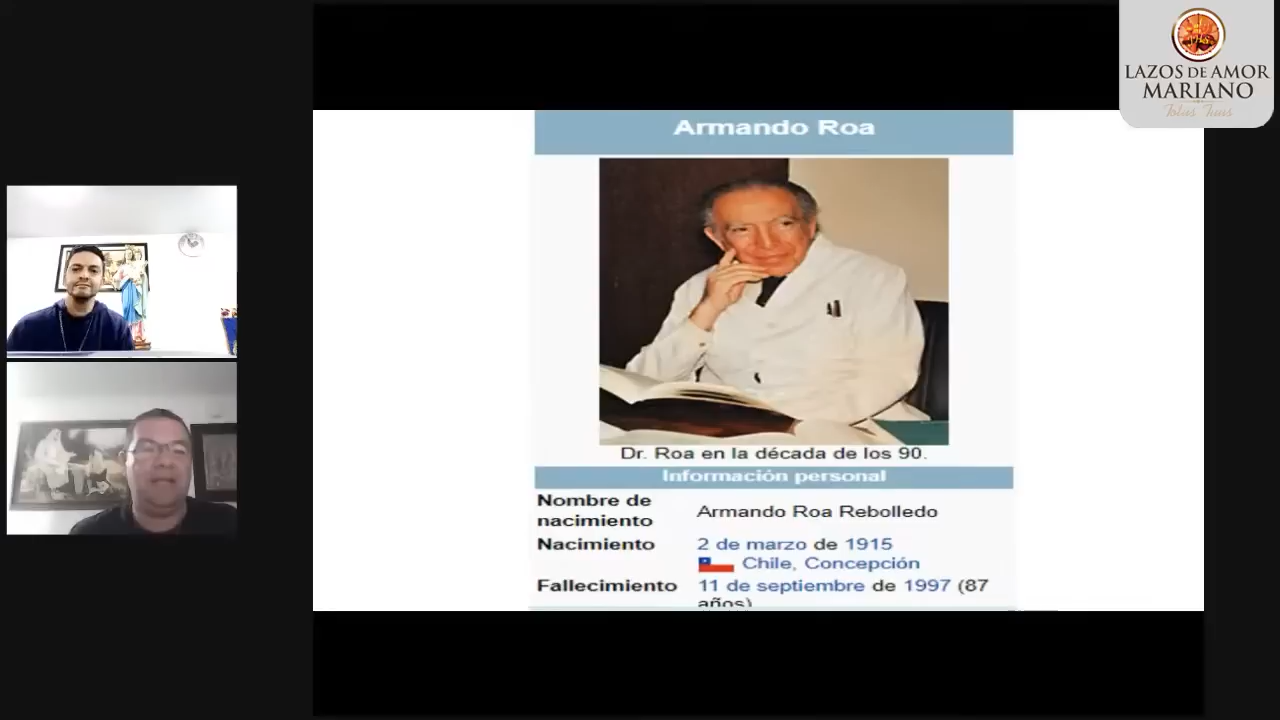 LAZOS DE AMOR
MARIANO
Totus Tuus
Armando Roa
Dr. Roa en la década de los 90.
Información personal
Nombre de nacimiento
Armando Roa Rebolledo
Nacimiento
2 de marzo de 1915
Chile, Concepción
Fallecimiento
11 de septiembre de 1997 (87
años)